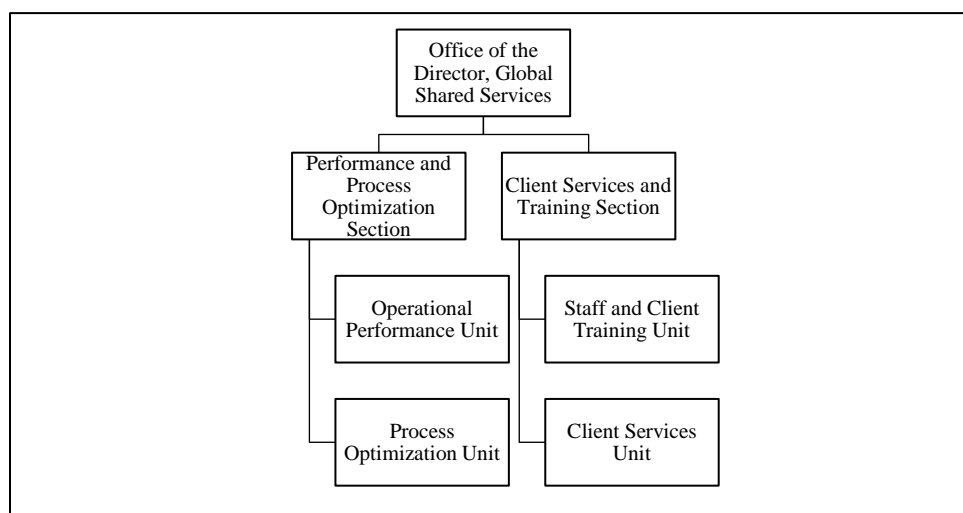 Office of the
Director, Global
Shared Services
Performance and
Process
Optimization
Section
Client Services and
Training Section
Operational
Performance Unit
Staff and Client
Training Unit
Process
Optimization Unit
Client Services
Unit